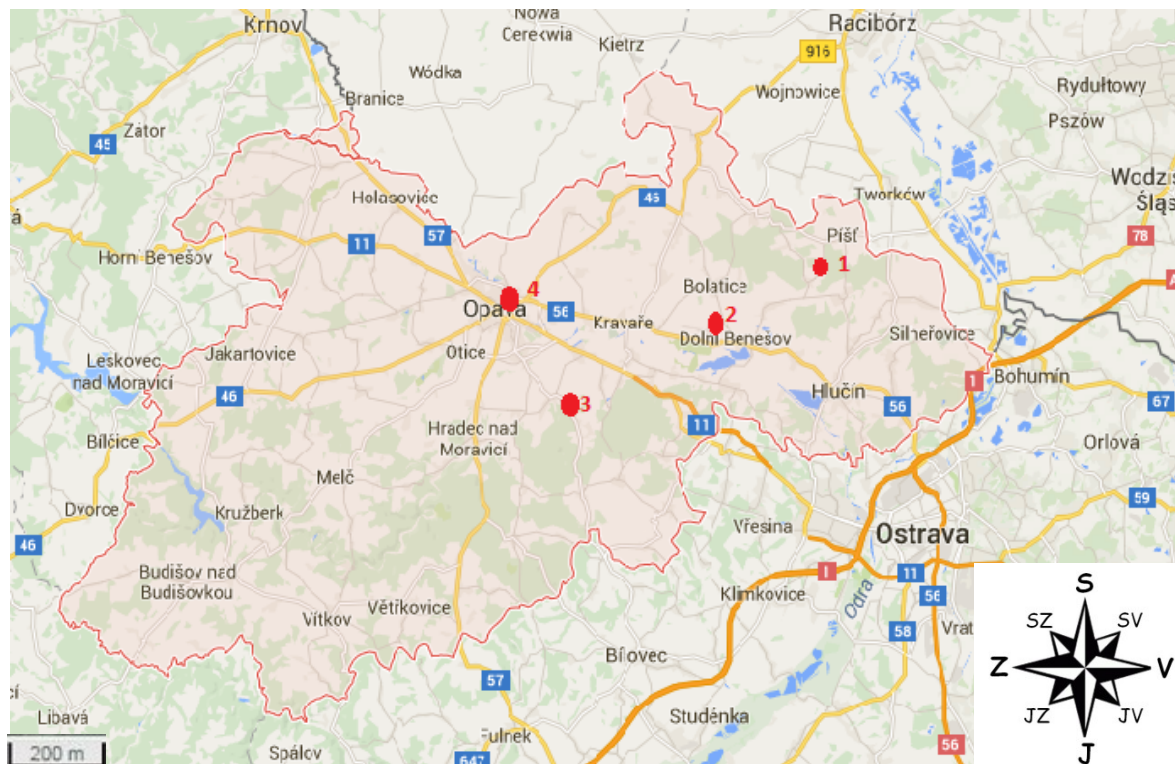 Krnov
Nowa
Cerekwia
Kietrz
Racibórz
916
Wódka
Wojnowice
Rydułtowy
Branice
Pszów
Zátor
45
Tworków
Wodzis
Śląs
Holasovice
46
57
Píšť
78
11
Horní Benešov
1
Bolatice
4
Opava
56
Kravaře
2
Dolní Benešov
Šilheřovice
Otice
Jakartovice
Leskovec
nad Moravicí
1
Bohumín
Hlučín
46
3
56
67
Hradec nad
Moravicí
11
Bílčice
Orlová
Melč
59
Dvorce
Kružberk
Vřesina
Ostrava
46
Budišov nad
Budišovkou
I
11
Klimkovice
56
Odra
Vítkov
Větřkovice
58
Vrat
Bílovec
57
Studénka
Libavá
Fulnek
56
Spálov
647
200 m
S
SZ
SV
Z
V
JZ
JV
J